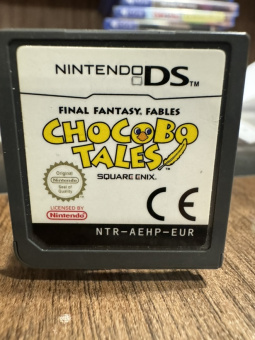 NINTENDO DS™
FINAL FANTASY. FABLES
CHOCOBO
TALES™
SQUARE ENIX.
Original
Nintendo
Seal of
Quality
LICENSED BY
Nintendo
CE
NTR-AEHP-EUR